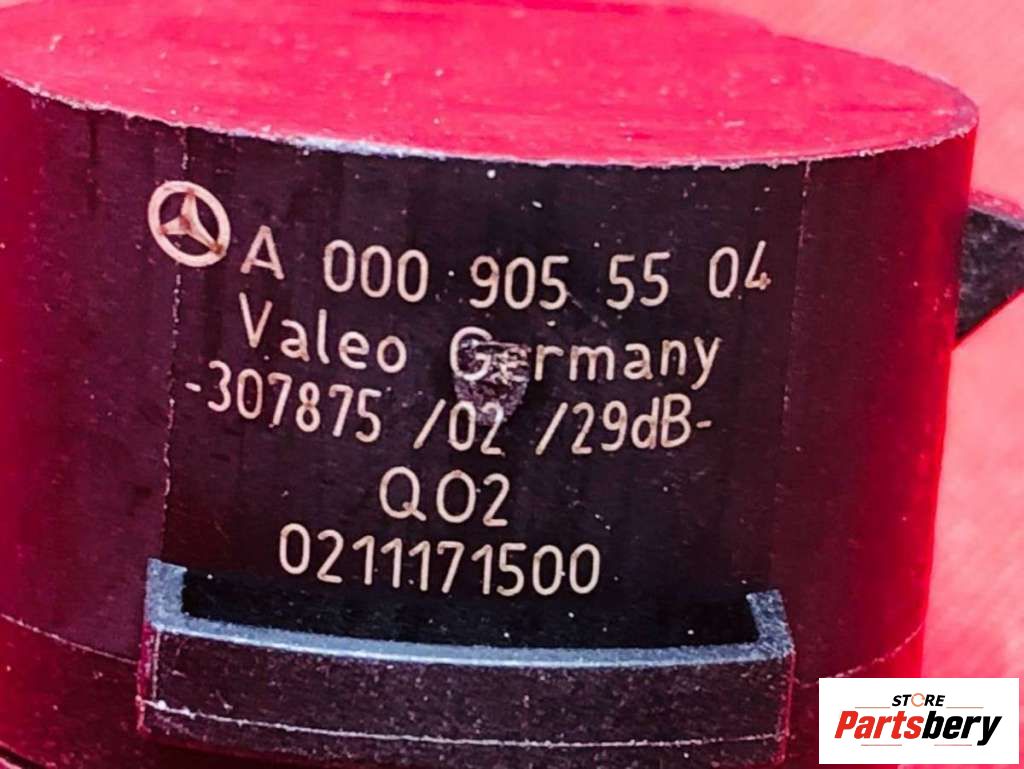 A 000 905 55 04
Valeo Germany
-307875 /02 /29dB-
Q02
0211171500
STORE
Partsbery